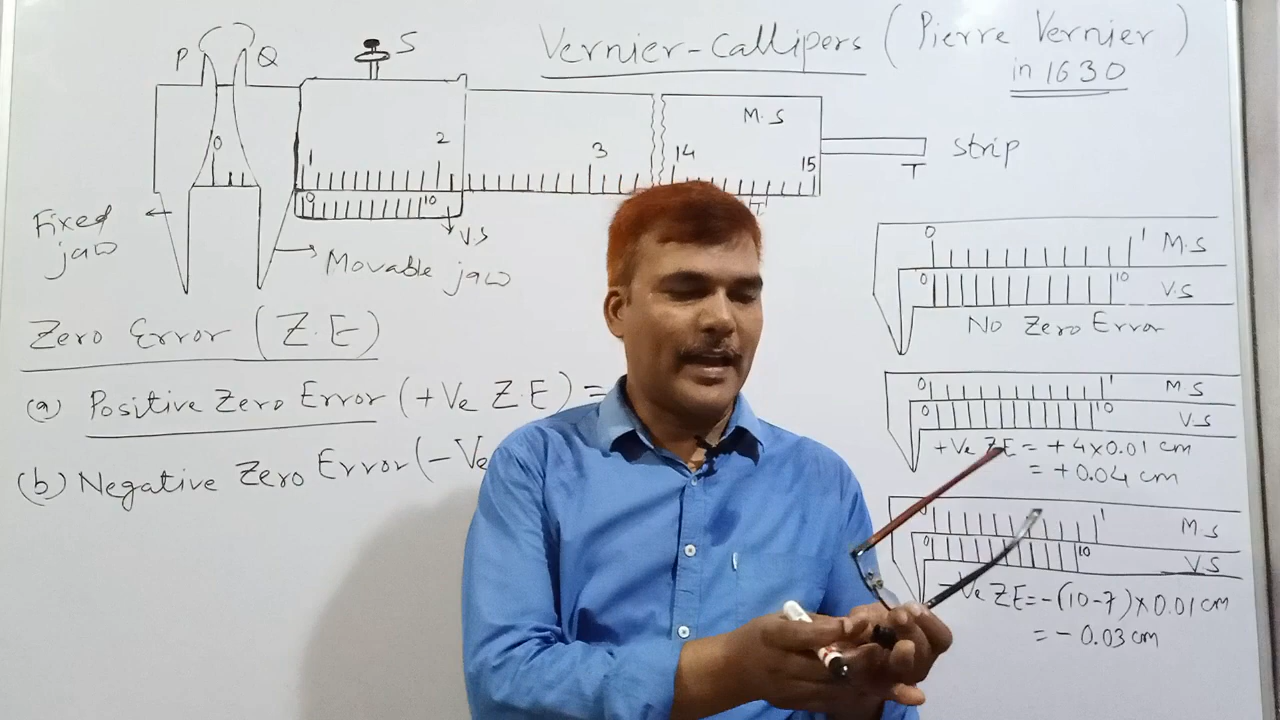 Vernier-Callipers (Pierre Vernier)
in 1630
P Q S
M.S
0 1 2 3 14 15
0 10
V.S
T
strip
Fixed
jaw
Movable jaw
Zero Error (Z.E)
(a) Positive Zero Error (+Ve Z.E) =
(b) Negative Zero Error (-Ve
0 1 M.S
0 10 V.S
No Zero Error
0 1 M.S
0 10 V.S
+Ve ZE = +4×0.01 cm
= +0.04 cm
0 1 M.S
0 10 V.S
-Ve ZE = -(10-7)×0.01 cm
= -0.03 cm